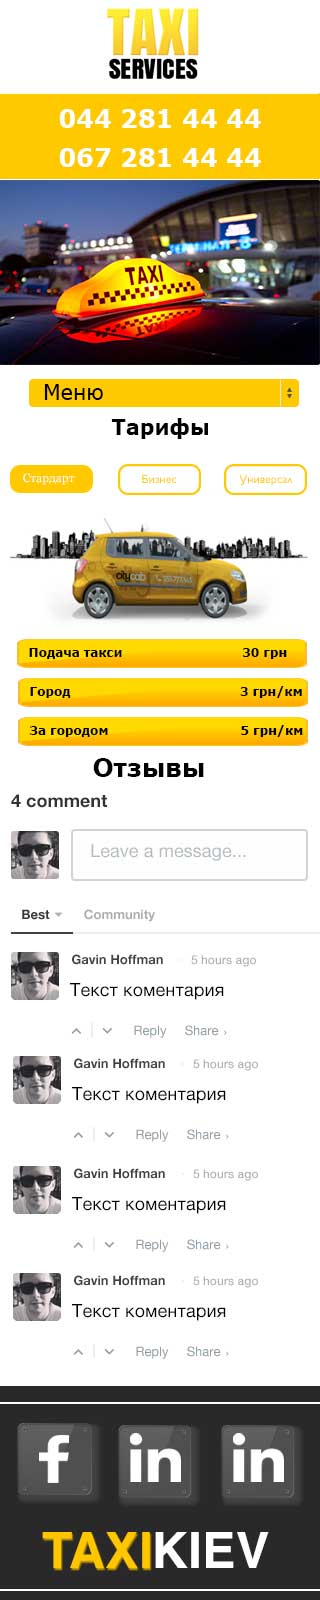 TAXI
SERVICES
044 281 44 44
067 281 44 44
TAXI
Меню
Тарифы
Стардарт Бизнес Универсал
citycab
Подача такси 30 грн
Город 3 грн/км
За городом 5 грн/км
Отзывы
4 comment
Leave a message...
Best Community
Gavin Hoffman 5 hours ago
Текст коментария
Reply Share ›
Gavin Hoffman · 5 hours ago
Текст коментария
Reply Share ›
Gavin Hoffman · 5 hours ago
Текст коментария
Reply Share ›
Gavin Hoffman · 5 hours ago
Текст коментария
Reply Share ›
f in in
TAXIKIEV